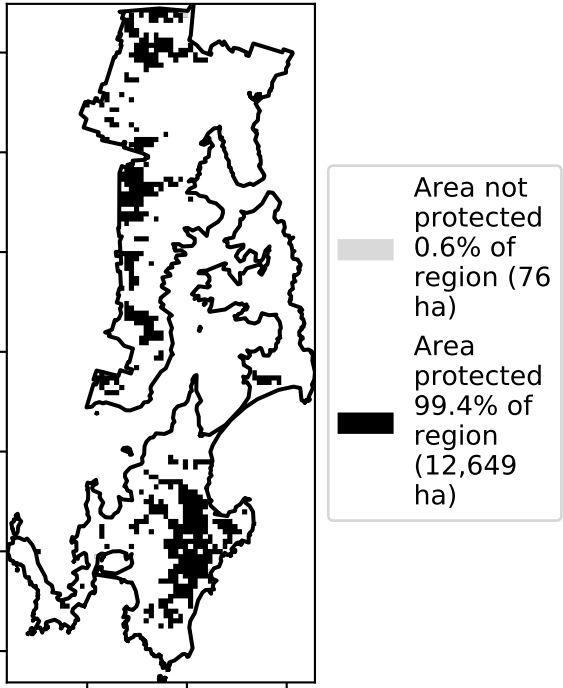 Area not
protected
0.6% of
region (76
ha)
Area
protected
99.4% of
region
(12,649
ha)